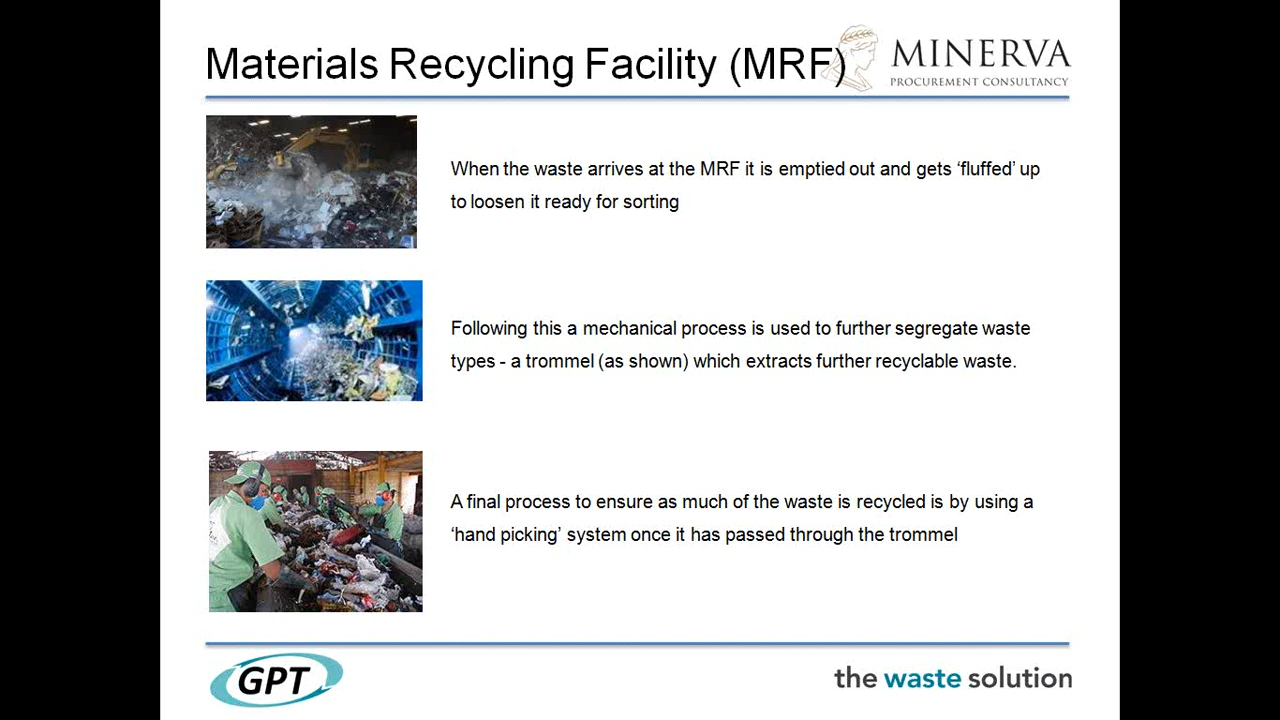 Materials Recycling Facility (MRF)
MINERVA
PROCUREMENT CONSULTANCY
When the waste arrives at the MRF it is emptied out and gets ‘fluffed’ up
to loosen it ready for sorting
Following this a mechanical process is used to further segregate waste
types - a trommel (as shown) which extracts further recyclable waste.
A final process to ensure as much of the waste is recycled is by using a
‘hand picking’ system once it has passed through the trommel
GPT
the waste solution